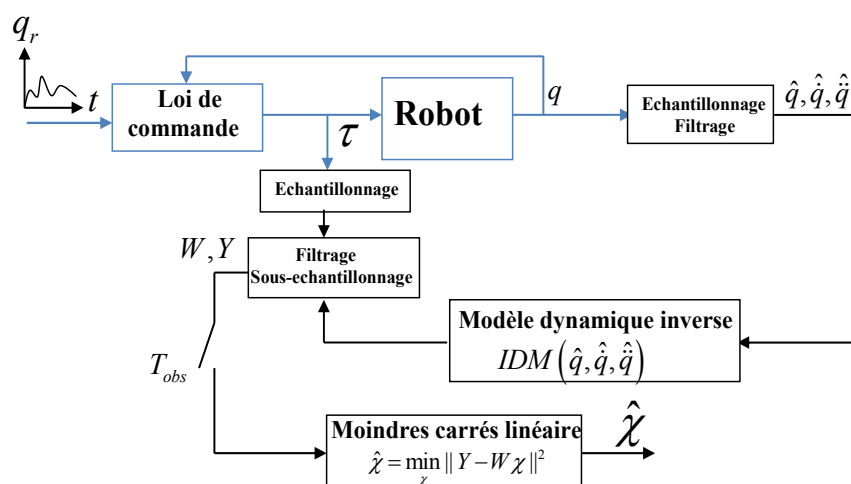 q_r
t
Loi de
commande
τ
Robot
q
Echantillonnage
Filtrage
q̂, q̇̂, q̈̂
Echantillonnage
W, Y
Filtrage
Sous-echantillonnage
T_obs
Modèle dynamique inverse
IDM(q̂, q̇̂, q̈̂)
Moindres carrés linéaire
χ̂ = min_χ || Y − Wχ ||²
χ̂